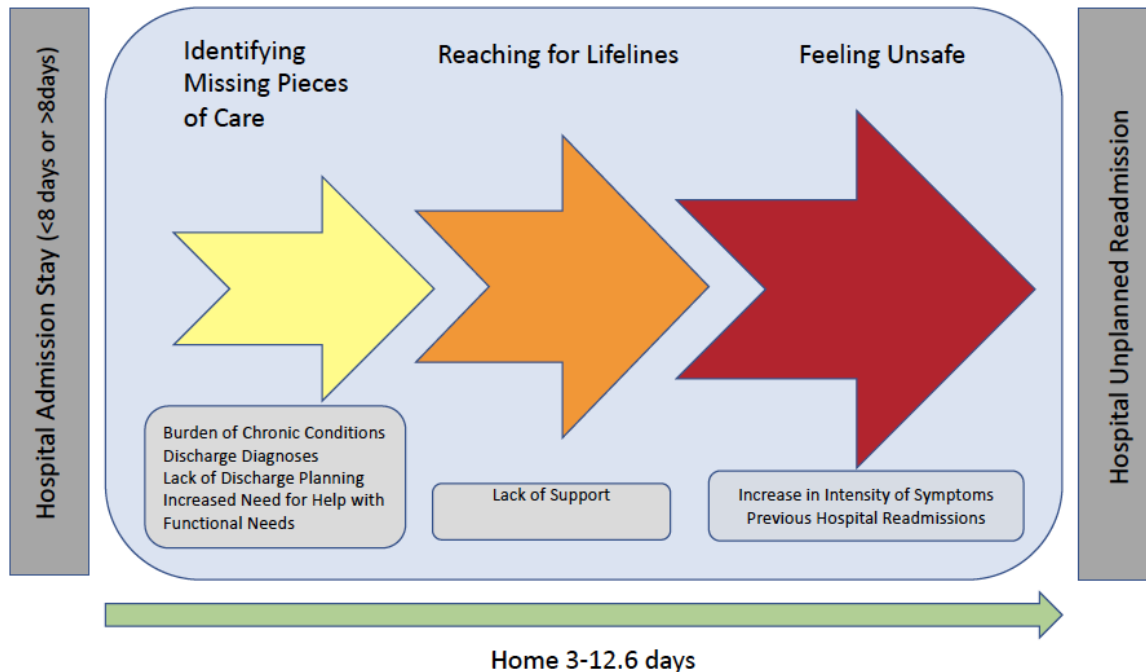 Hospital Admission Stay (<8 days or >8days)
Identifying
Missing Pieces
of Care
Reaching for Lifelines
Feeling Unsafe
Burden of Chronic Conditions
Discharge Diagnoses
Lack of Discharge Planning
Increased Need for Help with
Functional Needs
Lack of Support
Increase in Intensity of Symptoms
Previous Hospital Readmissions
Hospital Unplanned Readmission
Home 3-12.6 days